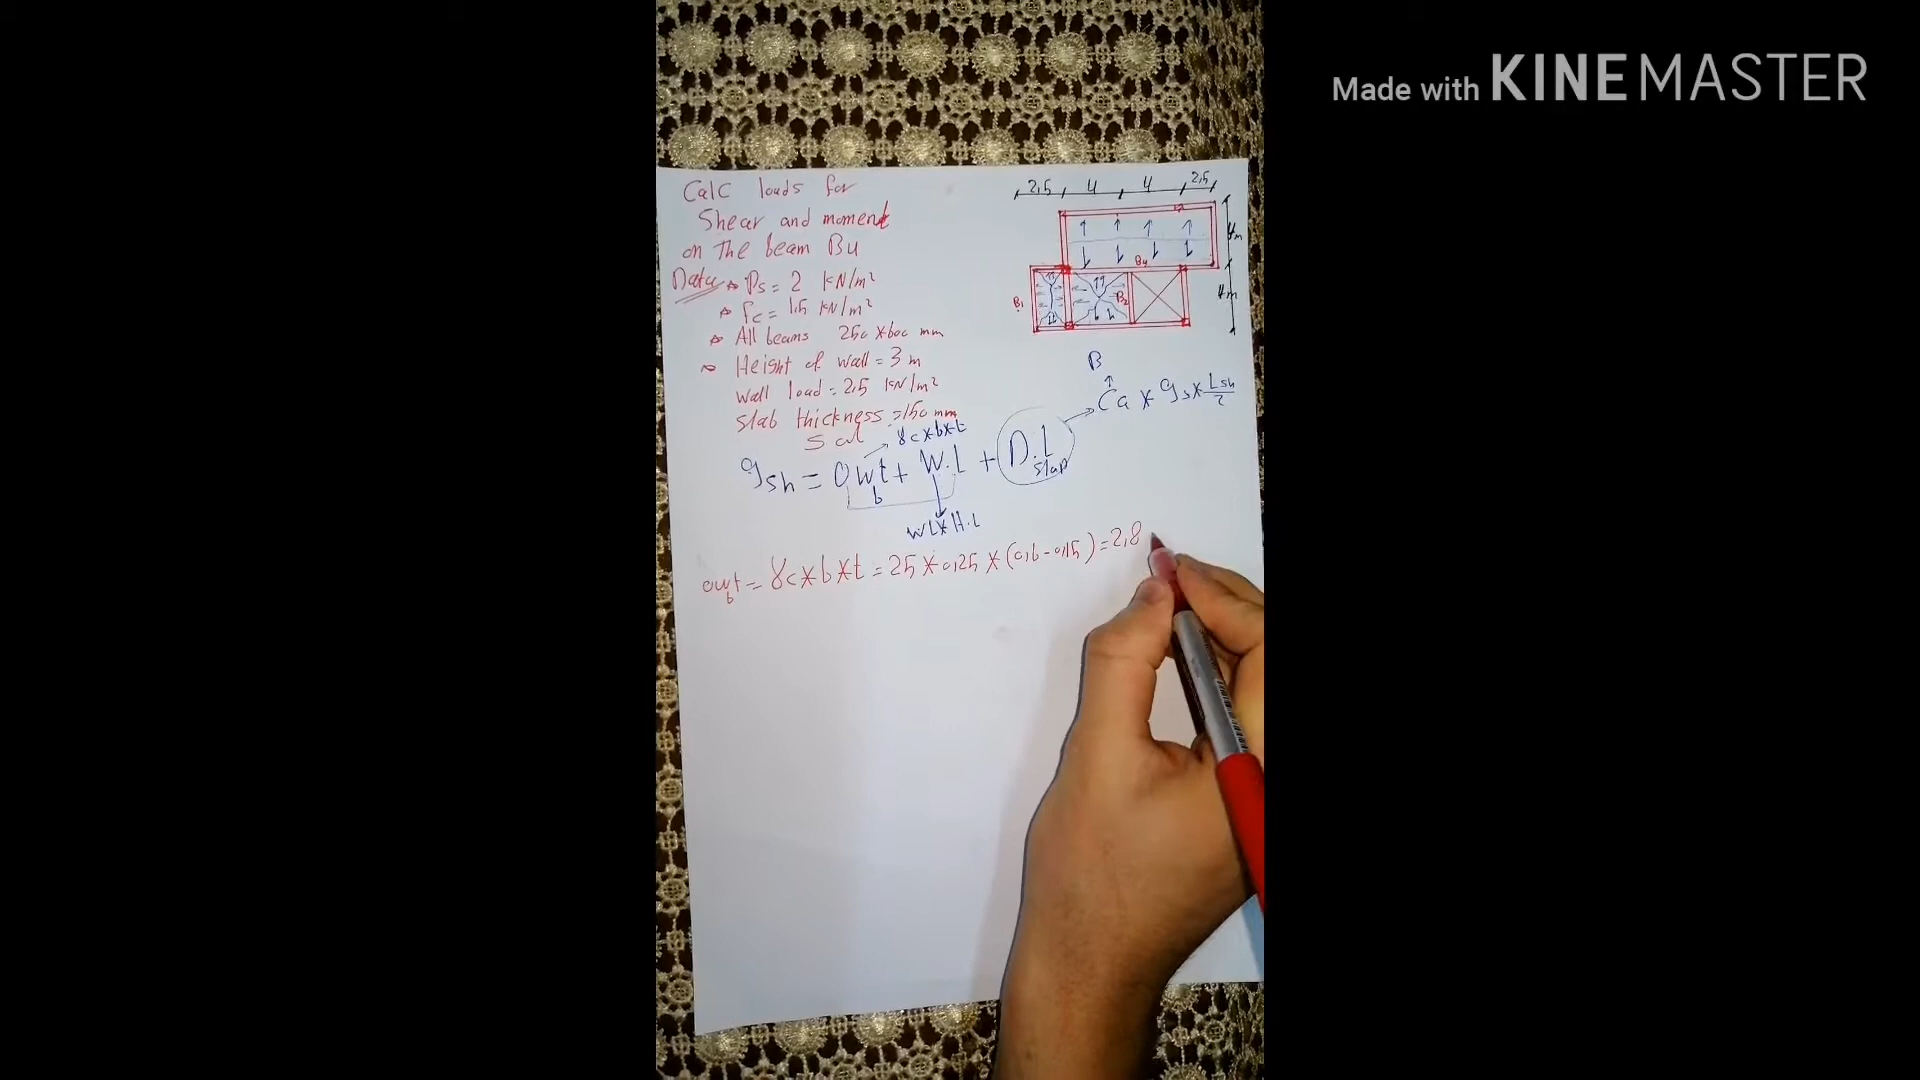 Made with KINEMASTER
Calc loads for
Shear and moment
on the beam B4
Data Ps = 2 kN/m²
fc = 1.5 kN/m²
All beams 250 x 600 mm
Height of wall = 3 m
wall load = 2,5 kN/m²
Slab thickness = 150 mm
Sol
γc*b*t
gsh = Owt b + W.L + D.L slab
WL*H.L
B
Ca * gs * Lsh/2
owt b = γc*b*t = 25*0,25*(0,6-0,15) = 2,8
2,5 4 4 2,5
4m
B4
B1
B2
4m